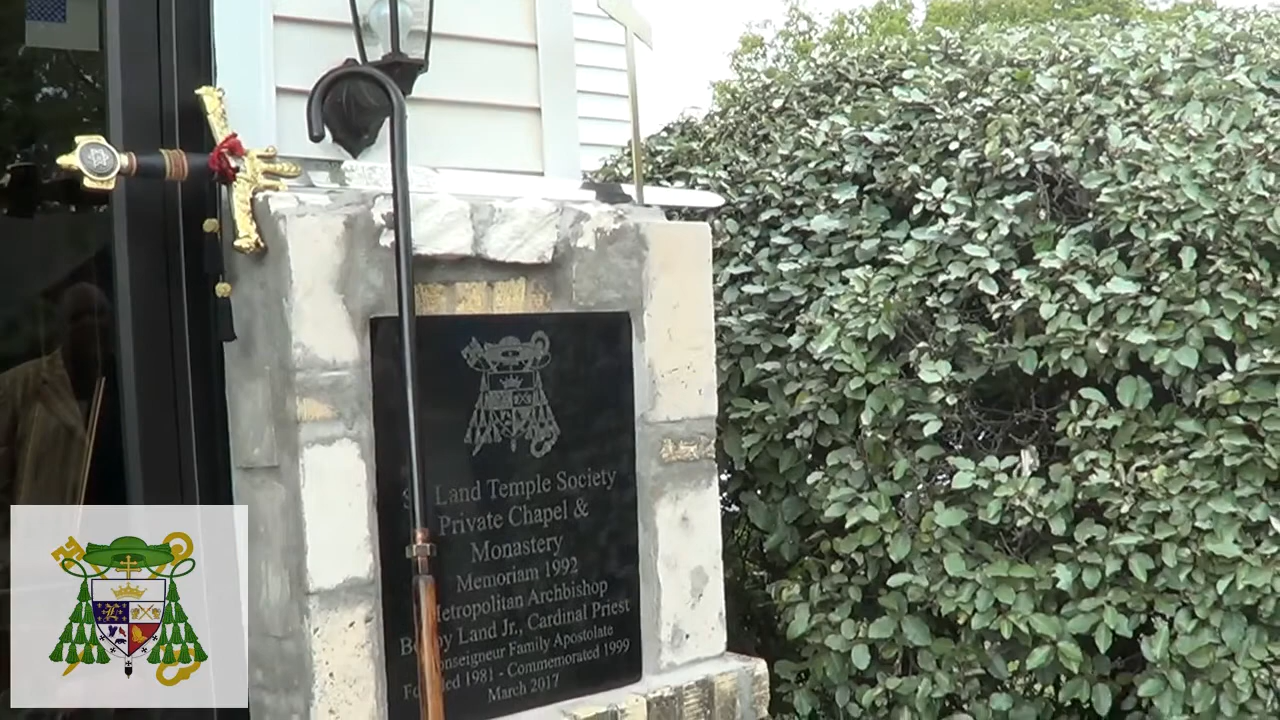 Land Temple Society
Private Chapel &
Monastery
Memoriam 1992
Metropolitan Archbishop
Land Jr., Cardinal Priest
Family Apostolate
1981 - Commemorated 1999
March 2017